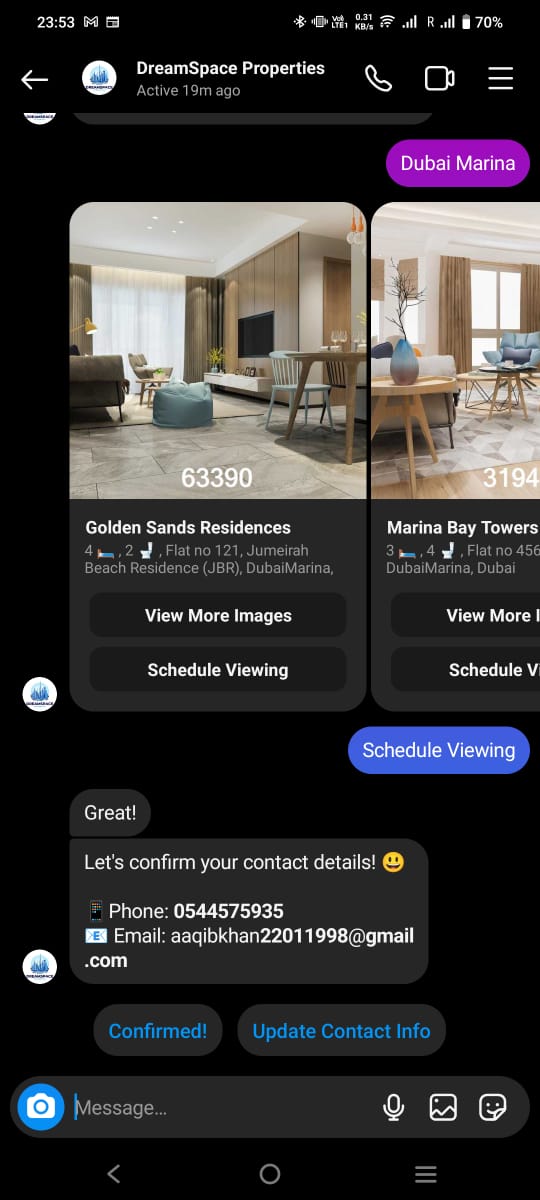 23:53 Vo) LTE1 0.31 KB/s R 70%
DreamSpace Properties
Active 19m ago
DREAMSPACE
Dubai Marina
63390
3194
Golden Sands Residences
4 🛏️ , 2 🚽 , Flat no 121, Jumeirah
Beach Residence (JBR), DubaiMarina,
View More Images
Schedule Viewing
Marina Bay Towers
3 🛏️ , 4 🚽 , Flat no 456
DubaiMarina, Dubai
View More I
Schedule Vi
DREAMSPACE
Schedule Viewing
Great!
Let's confirm your contact details! 😃
📱Phone: 0544575935
📧 Email: aaqibkhan22011998@gmail
.com
DREAMSPACE
Confirmed!
Update Contact Info
Message...